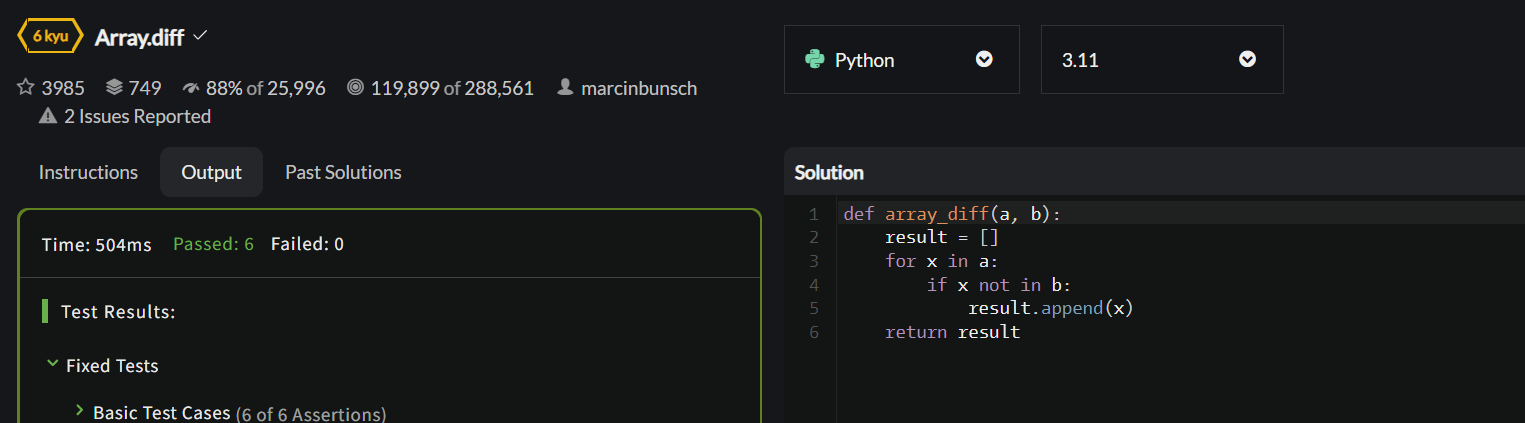 6 kyu Array.diff
3985 749 88% of 25,996 119,899 of 288,561 marcinbunsch
2 Issues Reported
Instructions Output Past Solutions
Time: 504ms Passed: 6 Failed: 0
Test Results:
Fixed Tests
Basic Test Cases (6 of 6 Assertions)
Python 3.11
Solution
1 def array_diff(a, b):
2     result = []
3     for x in a:
4         if x not in b:
5             result.append(x)
6     return result